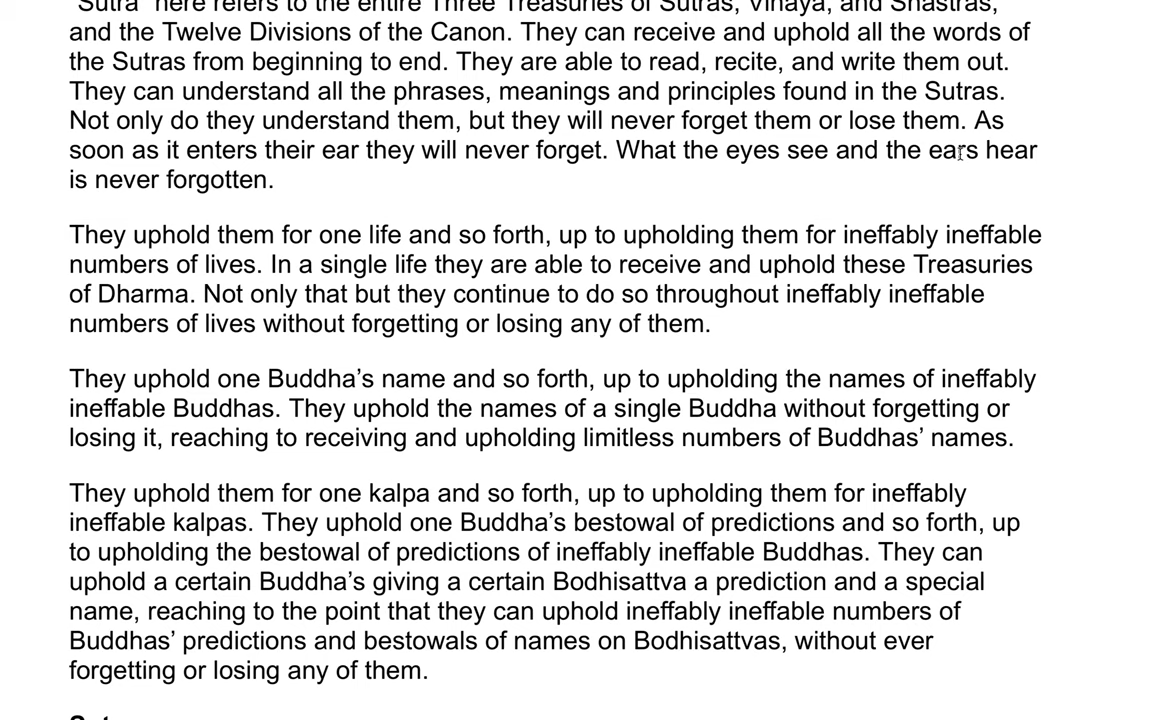 "Sutra" here refers to the entire Three Treasuries of Sutras, Vinaya, and Shastras,
and the Twelve Divisions of the Canon. They can receive and uphold all the words of
the Sutras from beginning to end. They are able to read, recite, and write them out.
They can understand all the phrases, meanings and principles found in the Sutras.
Not only do they understand them, but they will never forget them or lose them. As
soon as it enters their ear they will never forget. What the eyes see and the ears hear
is never forgotten.
They uphold them for one life and so forth, up to upholding them for ineffably ineffable
numbers of lives. In a single life they are able to receive and uphold these Treasuries
of Dharma. Not only that but they continue to do so throughout ineffably ineffable
numbers of lives without forgetting or losing any of them.
They uphold one Buddha’s name and so forth, up to upholding the names of ineffably
ineffable Buddhas. They uphold the names of a single Buddha without forgetting or
losing it, reaching to receiving and upholding limitless numbers of Buddhas’ names.
They uphold them for one kalpa and so forth, up to upholding them for ineffably
ineffable kalpas. They uphold one Buddha’s bestowal of predictions and so forth, up
to upholding the bestowal of predictions of ineffably ineffable Buddhas. They can
uphold a certain Buddha’s giving a certain Bodhisattva a prediction and a special
name, reaching to the point that they can uphold ineffably ineffable numbers of
Buddhas’ predictions and bestowals of names on Bodhisattvas, without ever
forgetting or losing any of them.